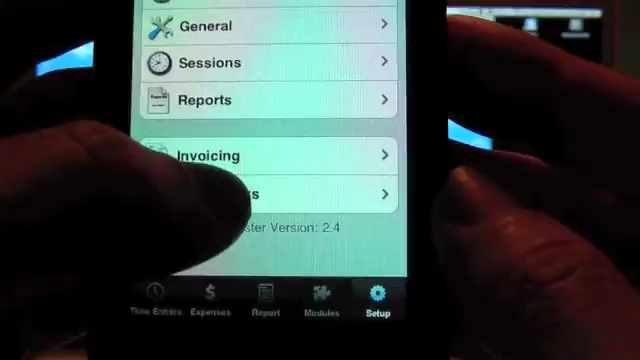 General
Sessions
Reports
Invoicing
Version: 2.4
Time Entries
Expenses
Report
Modules
Setup